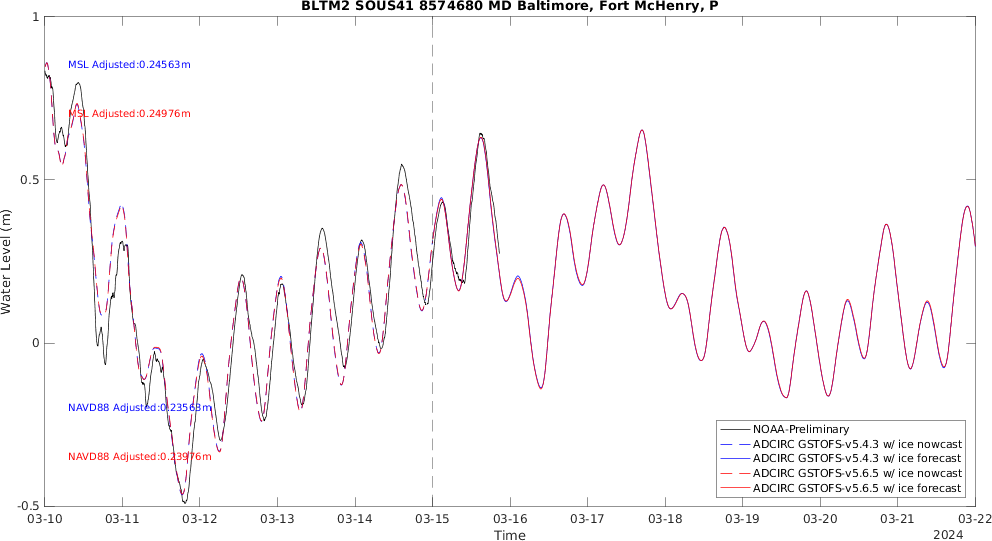 BLTM2 SOUS41 8574680 MD Baltimore, Fort McHenry, P
1
MSL Adjusted:0.24563m
MSL Adjusted:0.24976m
0.5
Water Level (m)
0
NAVD88 Adjusted:0.23563m
NAVD88 Adjusted:0.23976m
NOAA-Preliminary
ADCIRC GSTOFS-v5.4.3 w/ ice nowcast
ADCIRC GSTOFS-v5.4.3 w/ ice forecast
ADCIRC GSTOFS-v5.6.5 w/ ice nowcast
ADCIRC GSTOFS-v5.6.5 w/ ice forecast
-0.5
03-10 03-11 03-12 03-13 03-14 03-15 03-16 03-17 03-18 03-19 03-20 03-21 03-22
Time
2024